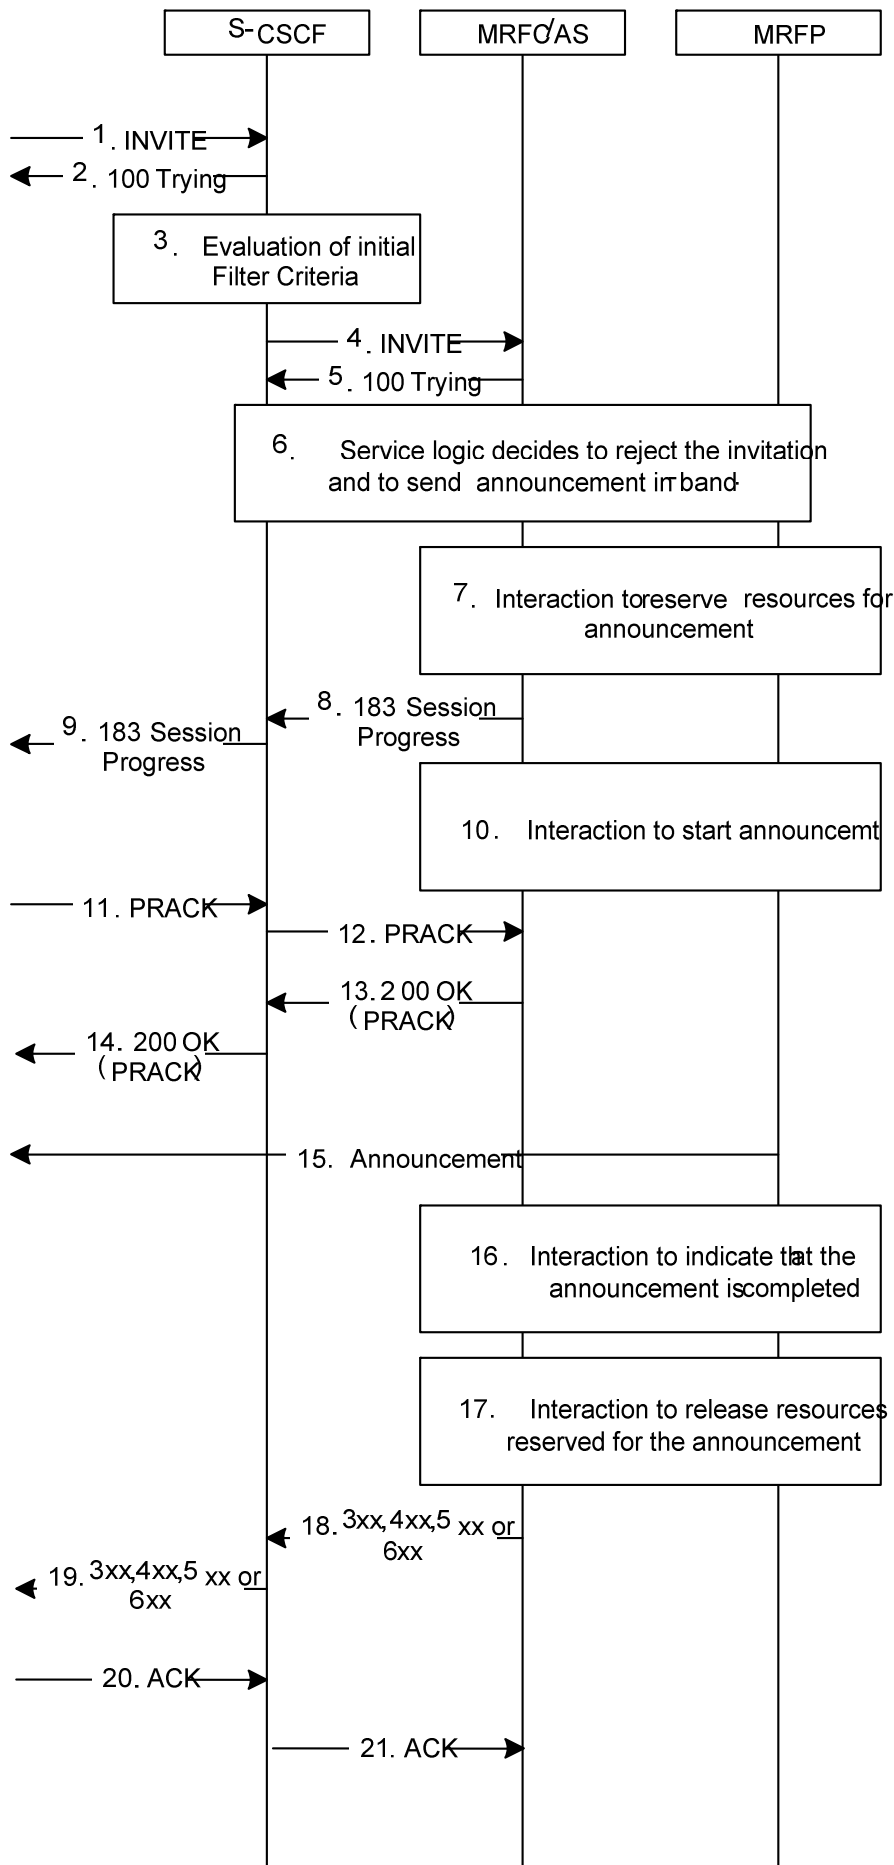 S-CSCF
MRFC/AS
MRFP
1. INVITE
2. 100 Trying
3. Evaluation of initial
Filter Criteria
4. INVITE
5. 100 Trying
6. Service logic decides to reject the invitation
and to send announcement in-band.
7. Interaction to reserve resources for
announcement
8. 183 Session
Progress
9. 183 Session
Progress
10. Interaction to start announcemt
11. PRACK
12. PRACK
13. 200 OK
(PRACK)
14. 200 OK
(PRACK)
15. Announcement
16. Interaction to indicate that the
announcement is completed
17. Interaction to release resources
reserved for the announcement
18. 3xx,4xx,5xx or
6xx
19. 3xx,4xx,5xx or
6xx
20. ACK
21. ACK